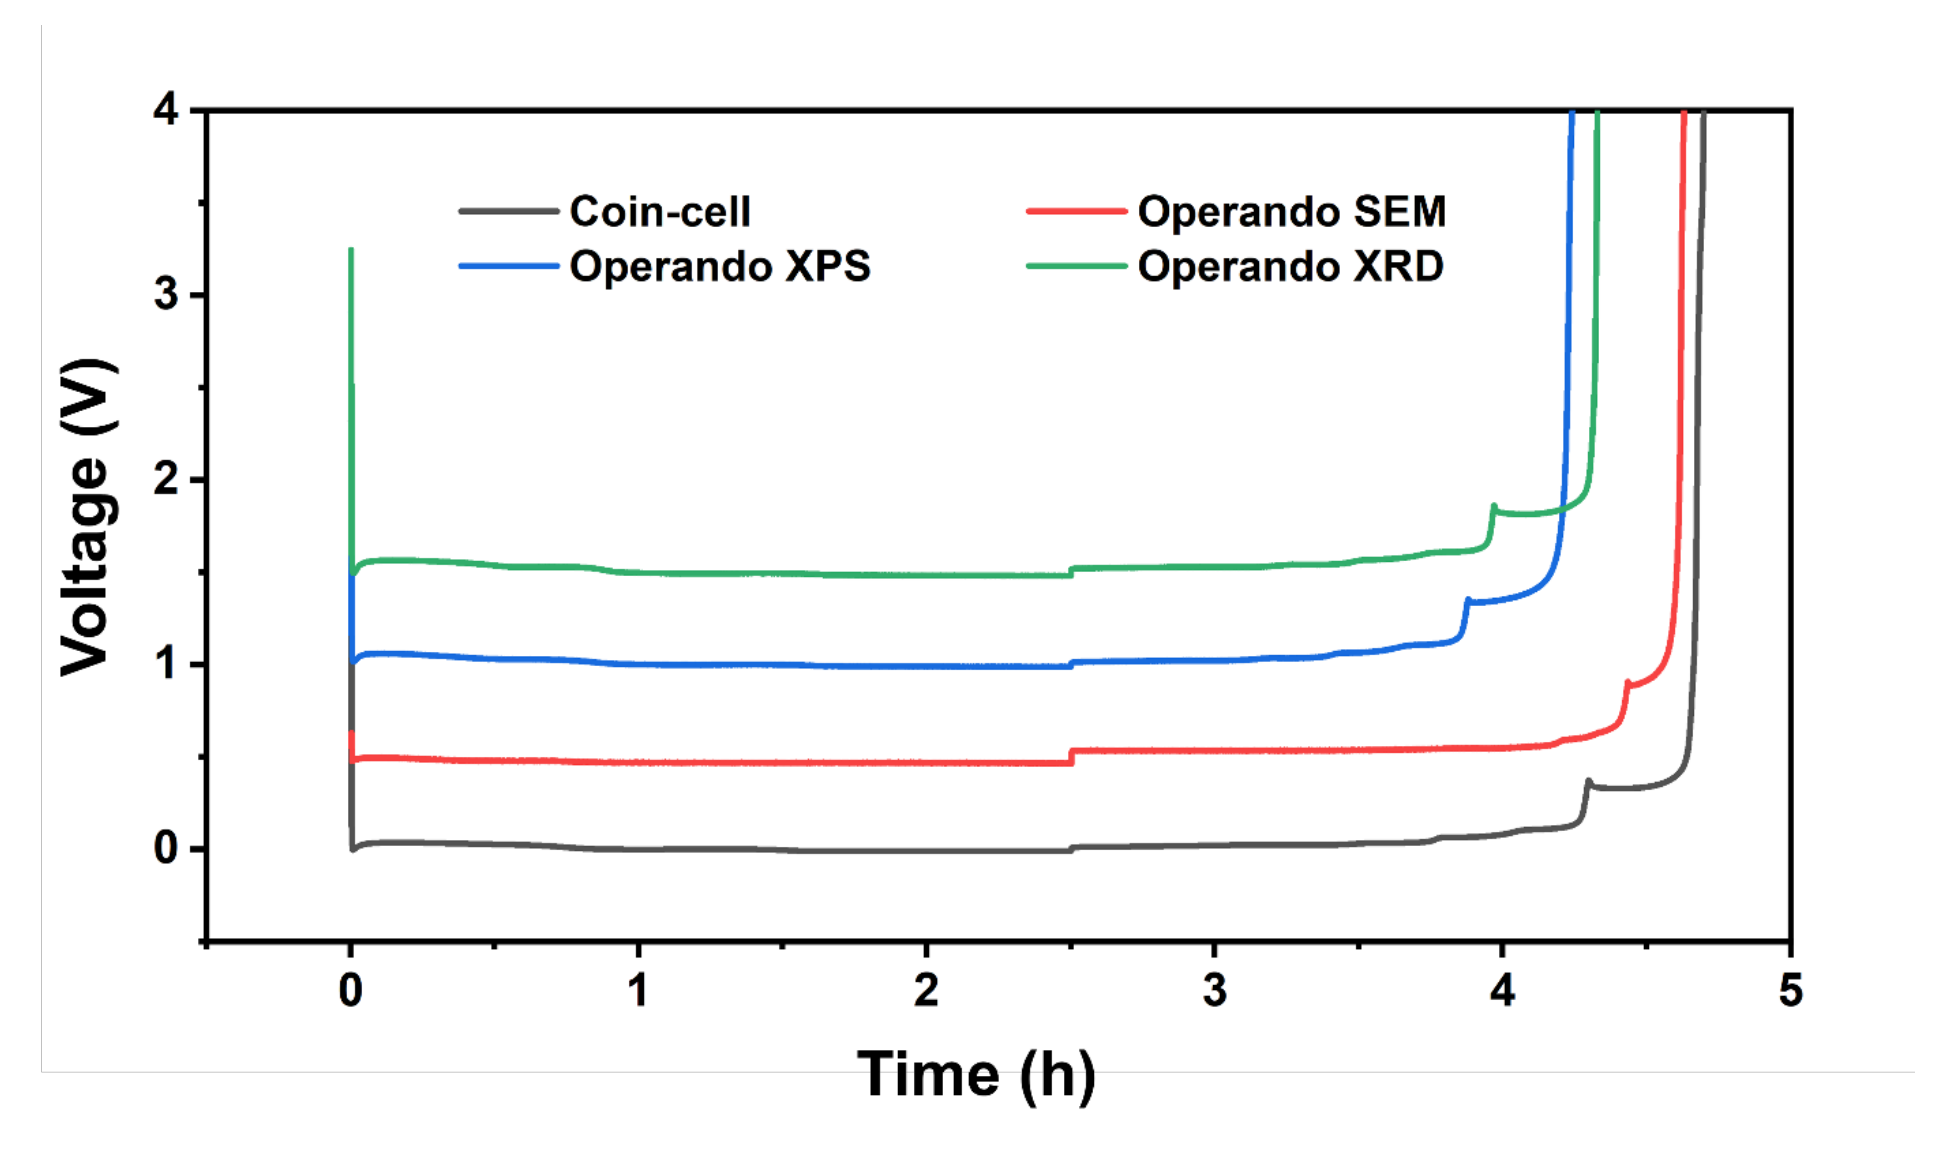 4
3
2
1
0
Voltage (V)
Coin-cell
Operando SEM
Operando XPS
Operando XRD
0 1 2 3 4 5
Time (h)